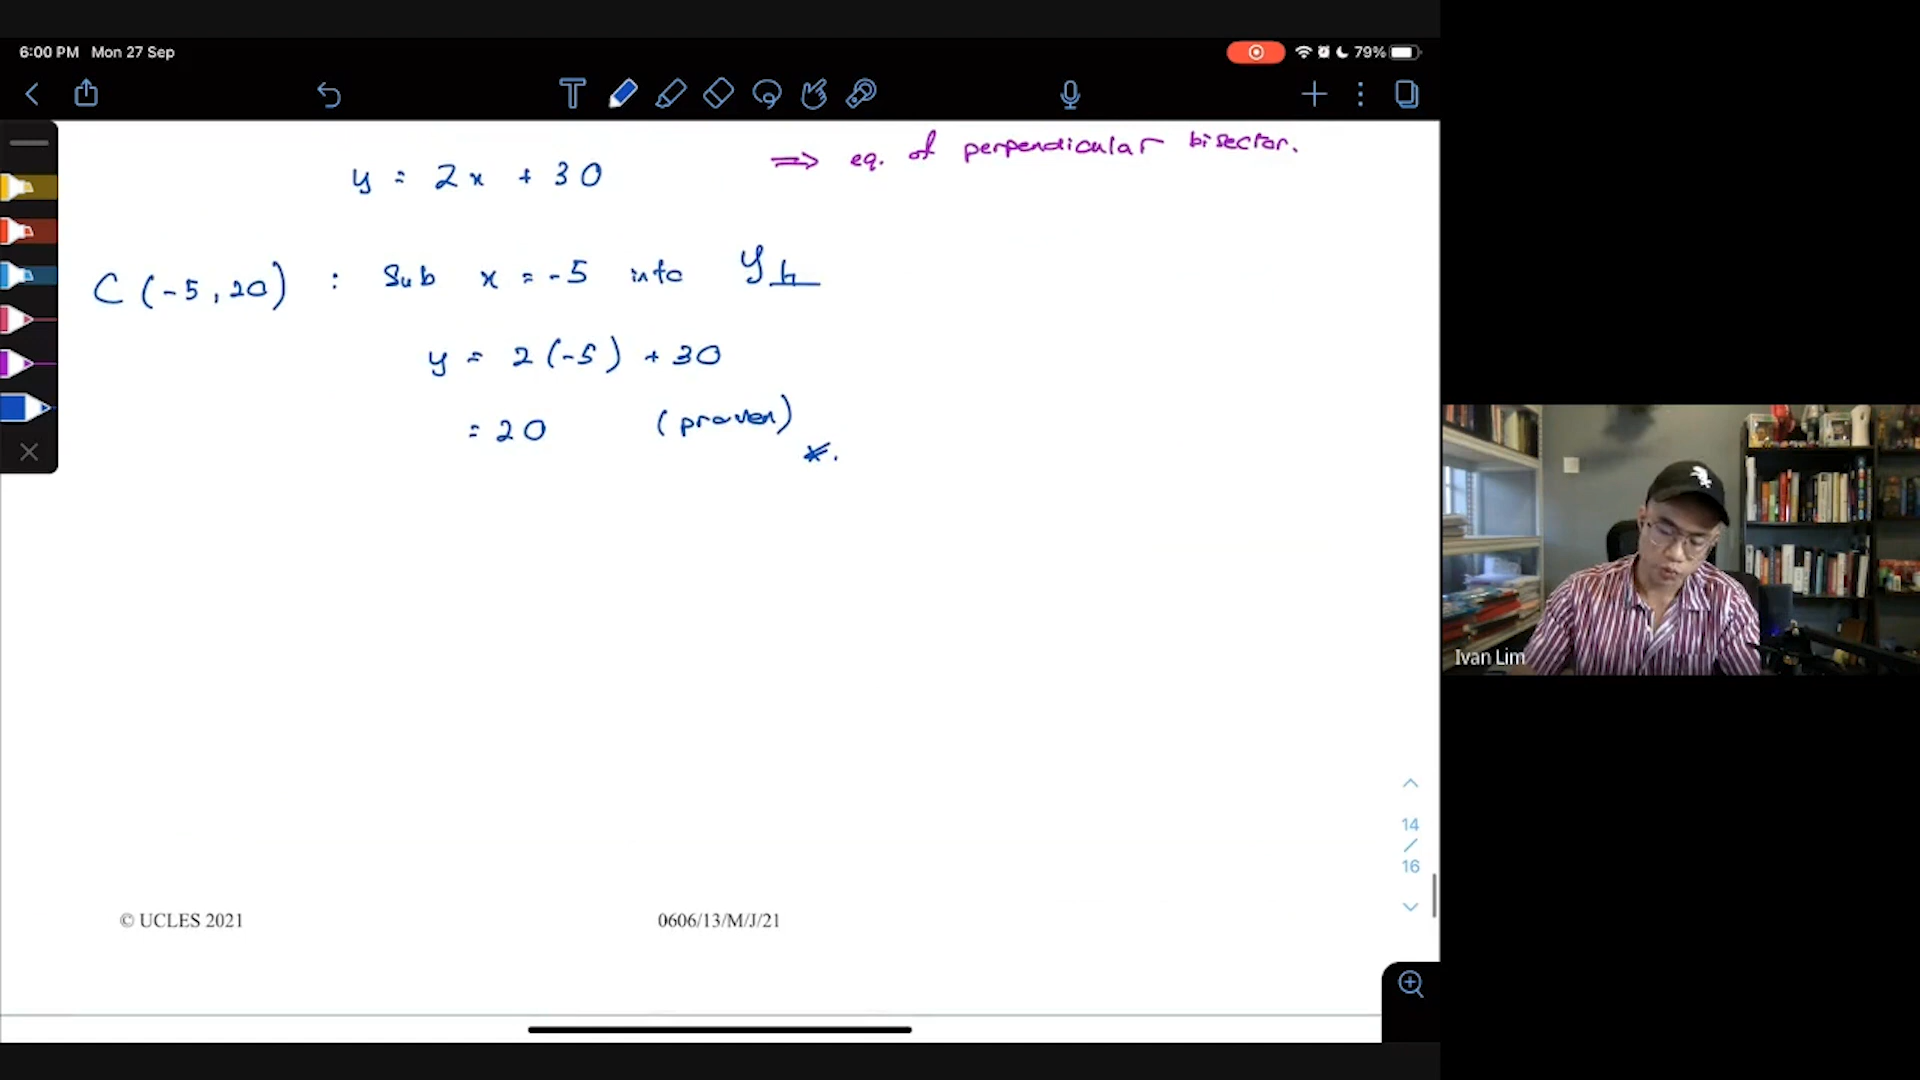 6:00 PM Mon 27 Sep
79%
⇒ eq. of perpendicular bisector.
y = 2x + 30
C (-5, 20) : Sub x = -5 into y⊥
y = 2(-5) + 30
= 20 (proven)
Ivan Lim
14
/
16
© UCLES 2021
0606/13/M/J/21